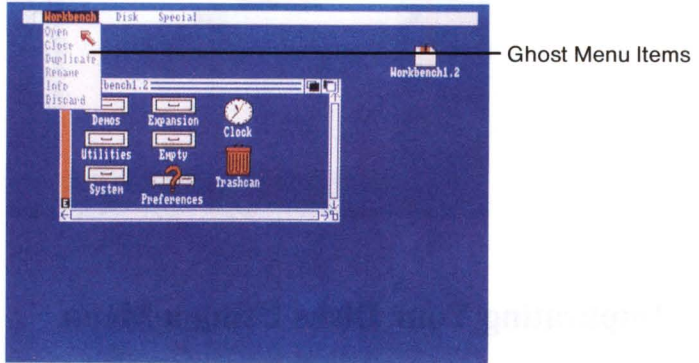 Workbench Disk Special
Open
Close
Duplicate
Rename
Info
Discard
Ghost Menu Items
Workbench1.2
bench1.2
Demos Expansion Clock
Utilities Empty Trashcan
System Preferences
E